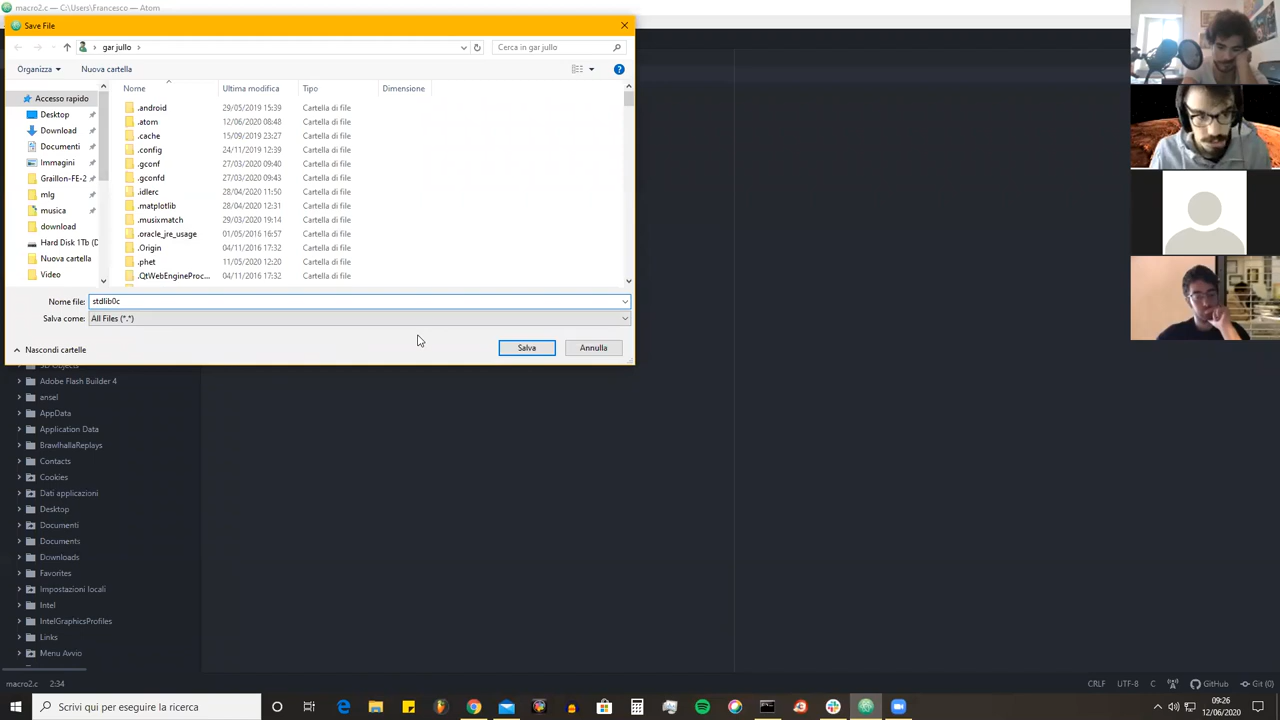 macro2.c — C:\Users\Francesco — Atom
Save File
gar jullo
Cerca in gar jullo
Organizza
Nuova cartella
Nome Ultima modifica Tipo Dimensione
Accesso rapido
Desktop
Download
Documenti
Immagini
Graillon-FE-2
mlg
musica
download
Hard Disk 1Tb (D
Nuova cartella
Video
.android 29/05/2019 15:39 Cartella di file
.atom 12/06/2020 08:48 Cartella di file
.cache 15/09/2019 23:27 Cartella di file
.config 24/11/2019 12:39 Cartella di file
.gconf 27/03/2020 09:40 Cartella di file
.gconfd 27/03/2020 09:43 Cartella di file
.idlerc 28/04/2020 11:50 Cartella di file
.matplotlib 28/04/2020 12:31 Cartella di file
.musixmatch 29/03/2020 19:14 Cartella di file
.oracle_jre_usage 01/05/2016 16:57 Cartella di file
.Origin 04/11/2016 17:32 Cartella di file
.phet 11/05/2020 12:20 Cartella di file
.QtWebEngineProc... 04/11/2016 17:32 Cartella di file
Nome file: stdlib0c
Salva come: All Files (*.*)
Nascondi cartelle
Salva
Annulla
Adobe Flash Builder 4
ansel
AppData
Application Data
BrawlhallaReplays
Contacts
Cookies
Dati applicazioni
Desktop
Documenti
Documents
Downloads
Favorites
Impostazioni locali
Intel
IntelGraphicsProfiles
Links
Menu Avvio
macro2.c 2:34
CRLF UTF-8 C GitHub Git (0)
Scrivi qui per eseguire la ricerca
09:26
12/06/2020